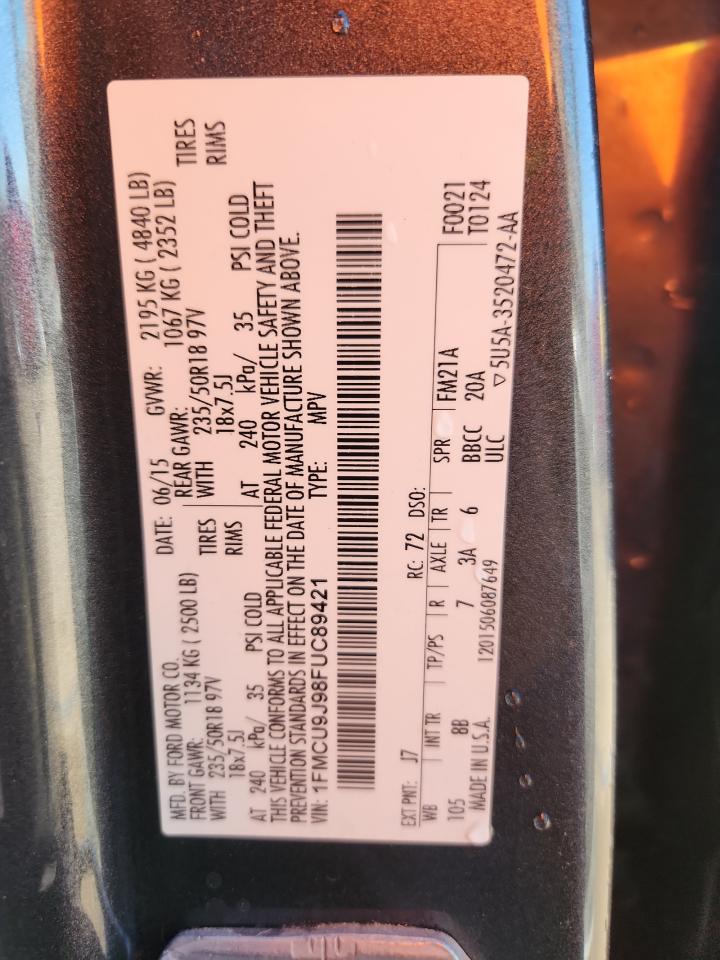 MFD. BY FORD MOTOR CO. DATE: 06/15 GVWR: 2195 KG ( 4840 LB)
FRONT GAWR: 1134 KG ( 2500 LB) REAR GAWR: 1067 KG ( 2352 LB)
WITH 235/50R18 97V TIRES WITH 235/50R18 97V TIRES
18x7.5J RIMS 18x7.5J RIMS
AT 240 kPa/ 35 PSI COLD AT 240 kPa/ 35 PSI COLD
THIS VEHICLE CONFORMS TO ALL APPLICABLE FEDERAL MOTOR VEHICLE SAFETY AND THEFT
PREVENTION STANDARDS IN EFFECT ON THE DATE OF MANUFACTURE SHOWN ABOVE.
VIN: 1FMCU9J98FUC89421 TYPE: MPV
EXT PNT: J7 RC: 72 DSO:
WB INT TR TP/PS R AXLE TR SPR FM21A F0021
105 8B 7 3A 6 BBCC 20A T0124
MADE IN U.S.A. 1201506087649 ULC ▽5U5A-3520472-AA